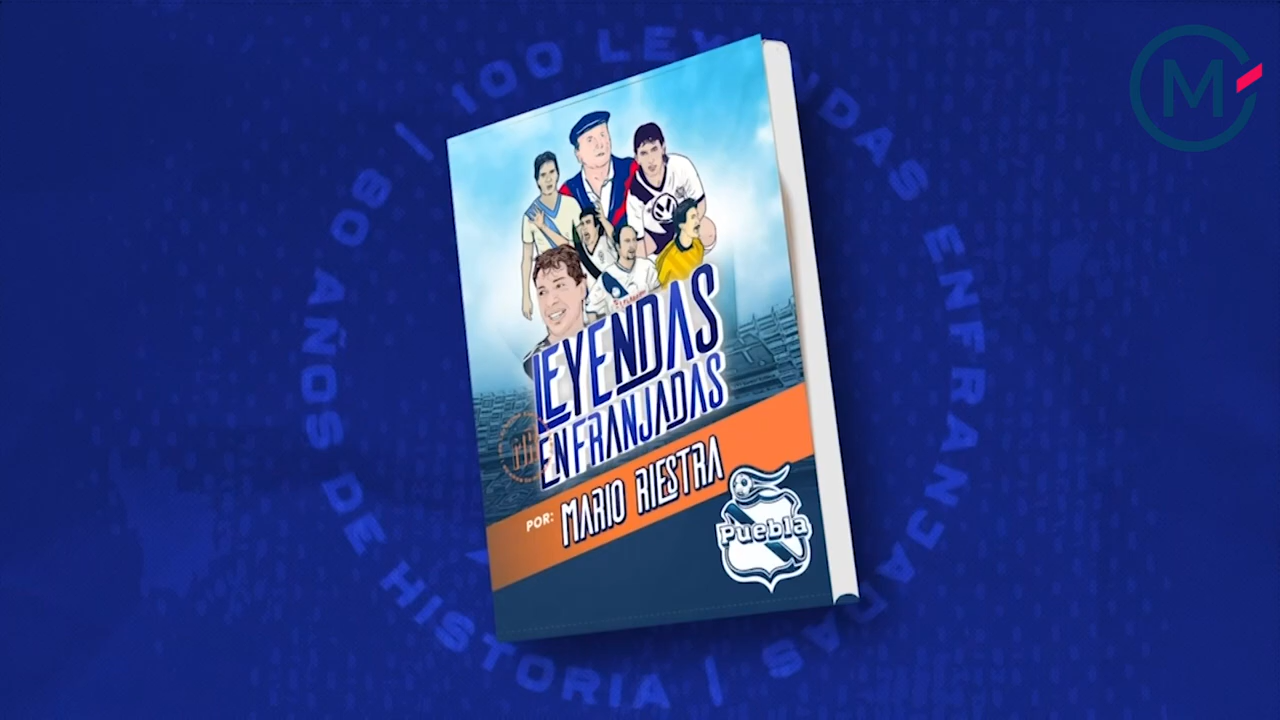 80 AÑOS DE HISTORIA | 100 LEYENDAS ENFRANJADAS |
M
LEYENDAS
ENFRANJADAS
POR: MARIO RIESTRA
Puebla